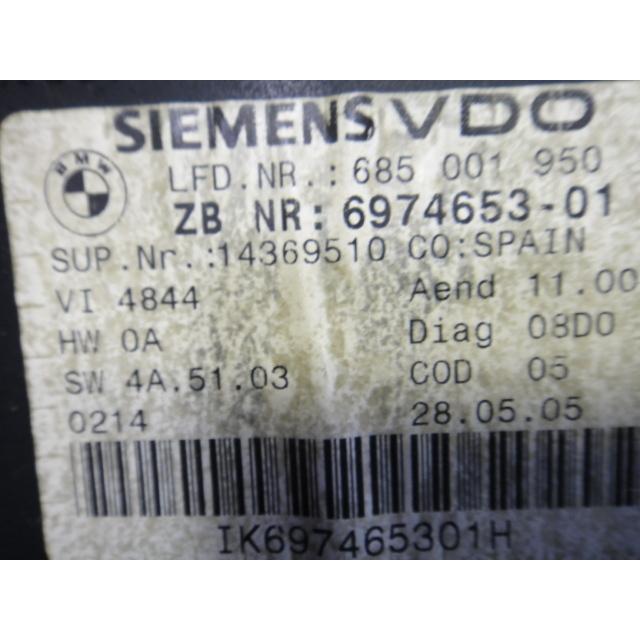 SIEMENS VDO
BMW
LFD.NR.: 685 001 950
ZB NR: 6974653-01
SUP.Nr.:14369510 CO:SPAIN
VI 4844 Aend 11.00
HW 0A Diag 08D0
SW 4A.51.03 COD 05
0214 28.05.05
IK697465301H